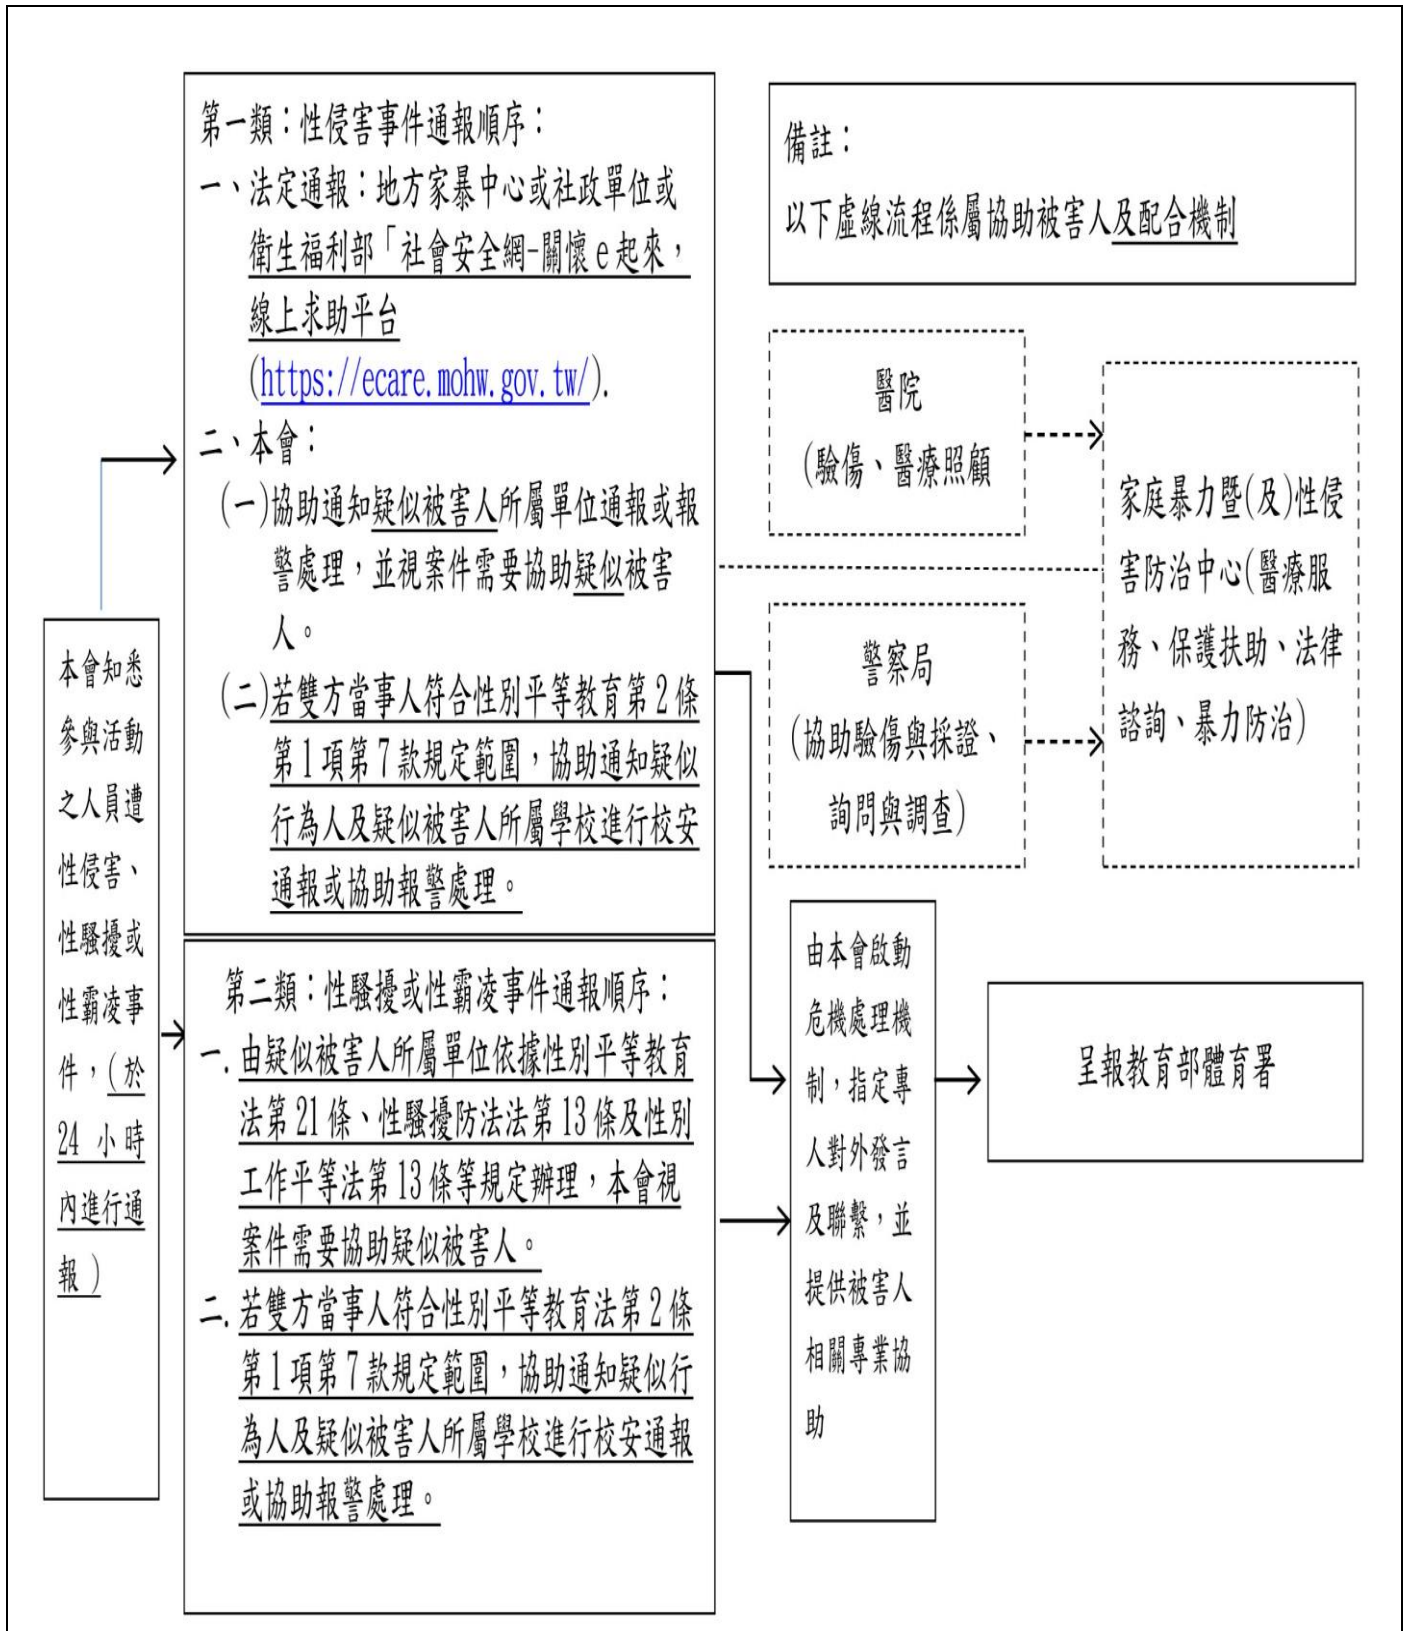 第一類：性侵害事件通報順序：
一、法定通報：地方家暴中心或社政單位或
衛生福利部「社會安全網-關懷e起來，
線上求助平台
(https://ecare.mohw.gov.tw/).
二、本會：
(一)協助通知疑似被害人所屬單位通報或報
警處理，並視案件需要協助疑似被害
人。
(二)若雙方當事人符合性別平等教育第2條
第1項第7款規定範圍，協助通知疑似
行為人及疑似被害人所屬學校進行校安
通報或協助報警處理。
備註：
以下虛線流程係屬協助被害人及配合機制
醫院
(驗傷、醫療照顧
警察局
(協助驗傷與採證、
詢問與調查)
家庭暴力暨(及)性侵
害防治中心(醫療服
務、保護扶助、法律
諮詢、暴力防治)
本會知悉
參與活動
之人員遭
性侵害、
性騷擾或
性霸凌事
件，(於
24 小時
內進行通
報)
第二類：性騷擾或性霸凌事件通報順序：
一.由疑似被害人所屬單位依據性別平等教育
法第21條、性騷擾防法法第13條及性別
工作平等法第13條等規定辦理，本會視
案件需要協助疑似被害人。
二.若雙方當事人符合性別平等教育法第2條
第1項第7款規定範圍，協助通知疑似行
為人及疑似被害人所屬學校進行校安通報
或協助報警處理。
由本會啟動
危機處理機
制，指定專
人對外發言
及聯繫，並
提供被害人
相關專業協
助
呈報教育部體育署